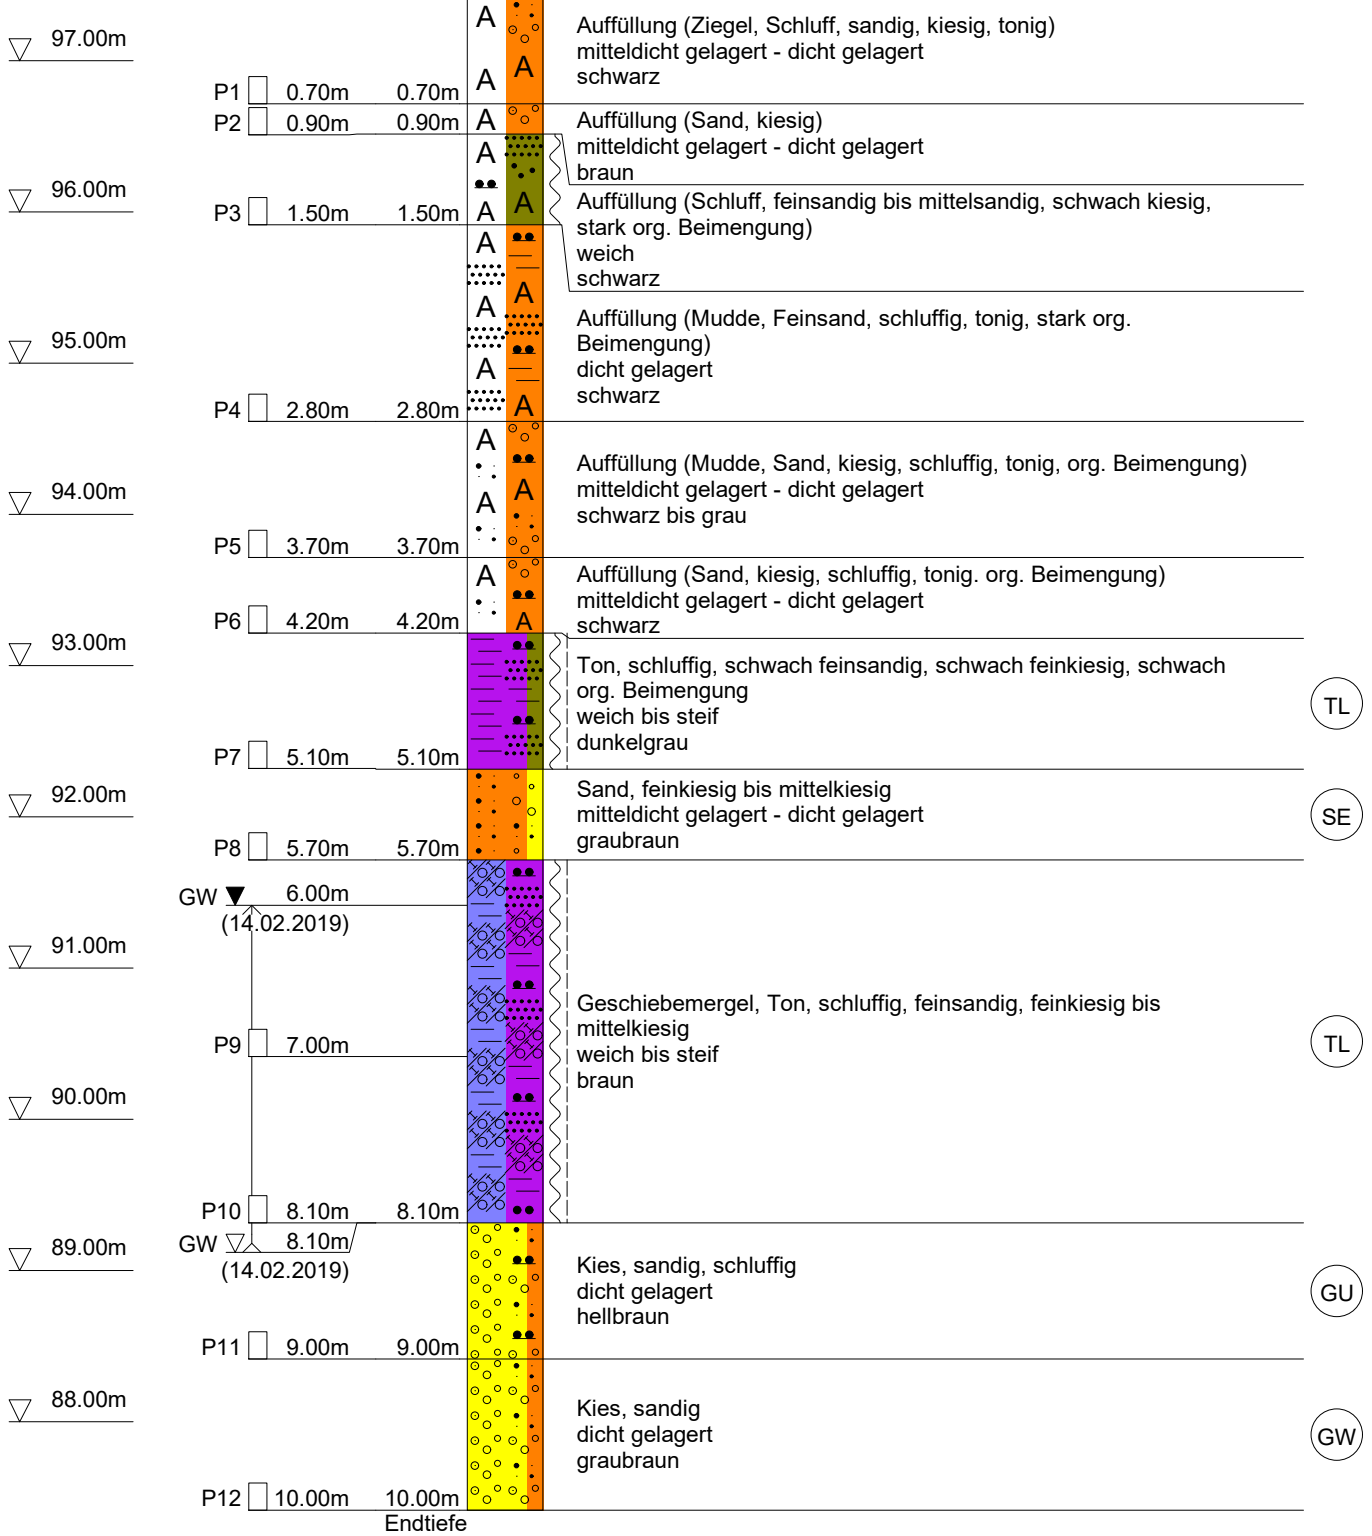 97.00m
A
A
A
Auffüllung (Ziegel, Schluff, sandig, kiesig, tonig)
mitteldicht gelagert - dicht gelagert
schwarz
P1 0.70m 0.70m
P2 0.90m 0.90m A
Auffüllung (Sand, kiesig)
mitteldicht gelagert - dicht gelagert
braun
A
96.00m
P3 1.50m 1.50m A A
Auffüllung (Schluff, feinsandig bis mittelsandig, schwach kiesig,
stark org. Beimengung)
weich
schwarz
A
A
A
95.00m
A
Auffüllung (Mudde, Feinsand, schluffig, tonig, stark org.
Beimengung)
dicht gelagert
schwarz
P4 2.80m 2.80m A
A
94.00m
A
A
Auffüllung (Mudde, Sand, kiesig, schluffig, tonig, org. Beimengung)
mitteldicht gelagert - dicht gelagert
schwarz bis grau
P5 3.70m 3.70m
A
Auffüllung (Sand, kiesig, schluffig, tonig. org. Beimengung)
mitteldicht gelagert - dicht gelagert
schwarz
P6 4.20m 4.20m A
93.00m
Ton, schluffig, schwach feinsandig, schwach feinkiesig, schwach
org. Beimengung
weich bis steif
dunkelgrau
TL
P7 5.10m 5.10m
92.00m
Sand, feinkiesig bis mittelkiesig
mitteldicht gelagert - dicht gelagert
graubraun
SE
P8 5.70m 5.70m
GW 6.00m
(14.02.2019)
91.00m
Geschiebemergel, Ton, schluffig, feinsandig, feinkiesig bis
mittelkiesig
weich bis steif
braun
TL
P9 7.00m
90.00m
P10 8.10m 8.10m
GW 8.10m
(14.02.2019)
89.00m
Kies, sandig, schluffig
dicht gelagert
hellbraun
GU
P11 9.00m 9.00m
88.00m
Kies, sandig
dicht gelagert
graubraun
GW
P12 10.00m 10.00m
Endtiefe